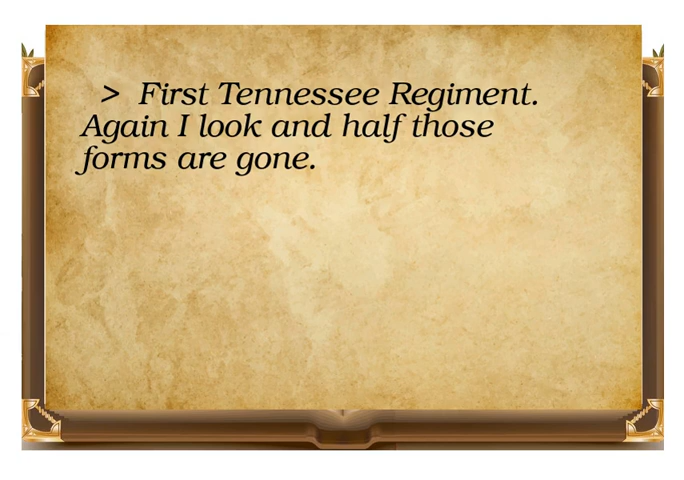 > First Tennessee Regiment.
Again I look and half those
forms are gone.